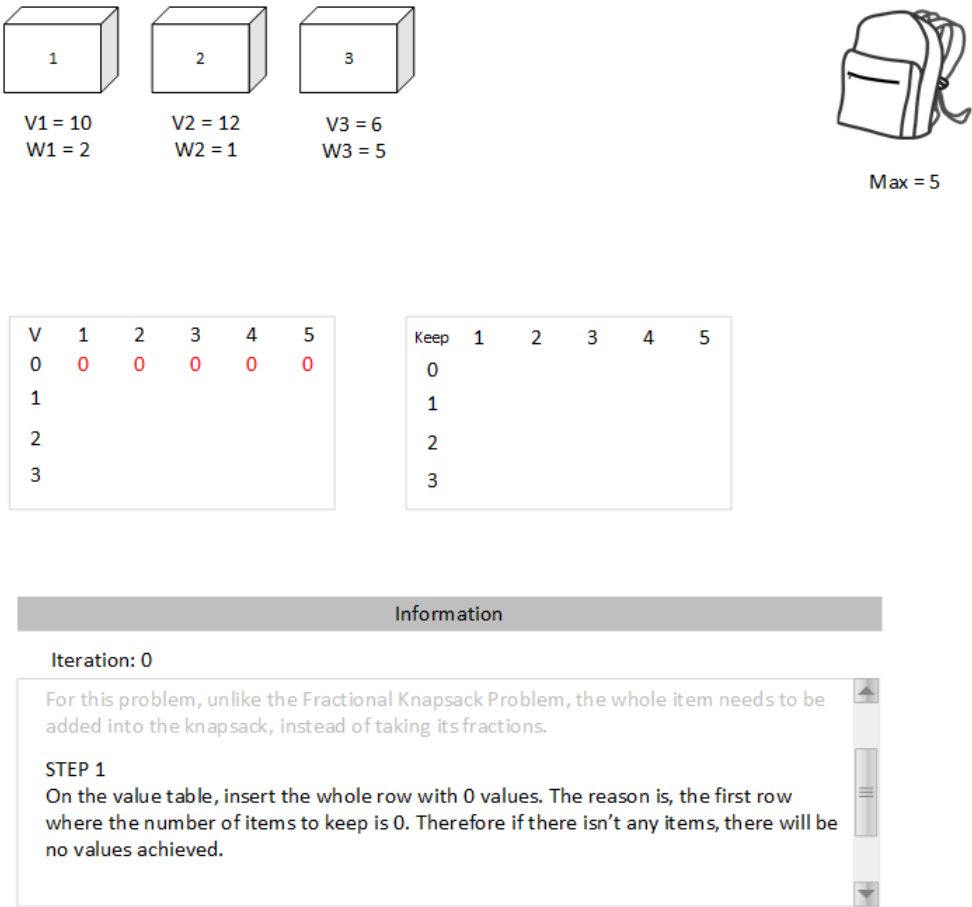 1 2 3
V1 = 10 V2 = 12 V3 = 6
W1 = 2 W2 = 1 W3 = 5
Max = 5
V 1 2 3 4 5
0 0 0 0 0 0
1
2
3
Keep 1 2 3 4 5
0
1
2
3
Information
Iteration: 0
For this problem, unlike the Fractional Knapsack Problem, the whole item needs to be
added into the knapsack, instead of taking its fractions.
STEP 1
On the value table, insert the whole row with 0 values. The reason is, the first row
where the number of items to keep is 0. Therefore if there isn't any items, there will be
no values achieved.